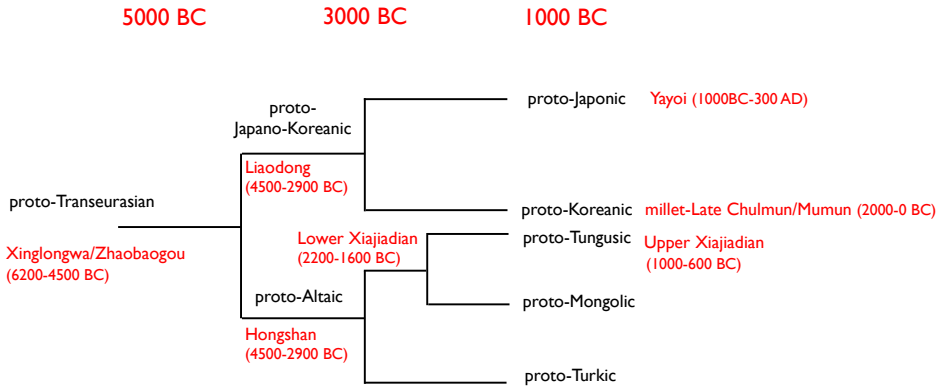 5000 BC
3000 BC
1000 BC
proto-
Japano-Koreanic
proto-Japonic
Yayoi (1000BC-300 AD)
Liaodong
(4500-2900 BC)
proto-Transeurasian
proto-Koreanic
millet-Late Chulmun/Mumun (2000-0 BC)
Xinglongwa/Zhaobaogou
(6200-4500 BC)
Lower Xiajiadian
(2200-1600 BC)
proto-Tungusic
Upper Xiajiadian
(1000-600 BC)
proto-Altaic
proto-Mongolic
Hongshan
(4500-2900 BC)
proto-Turkic